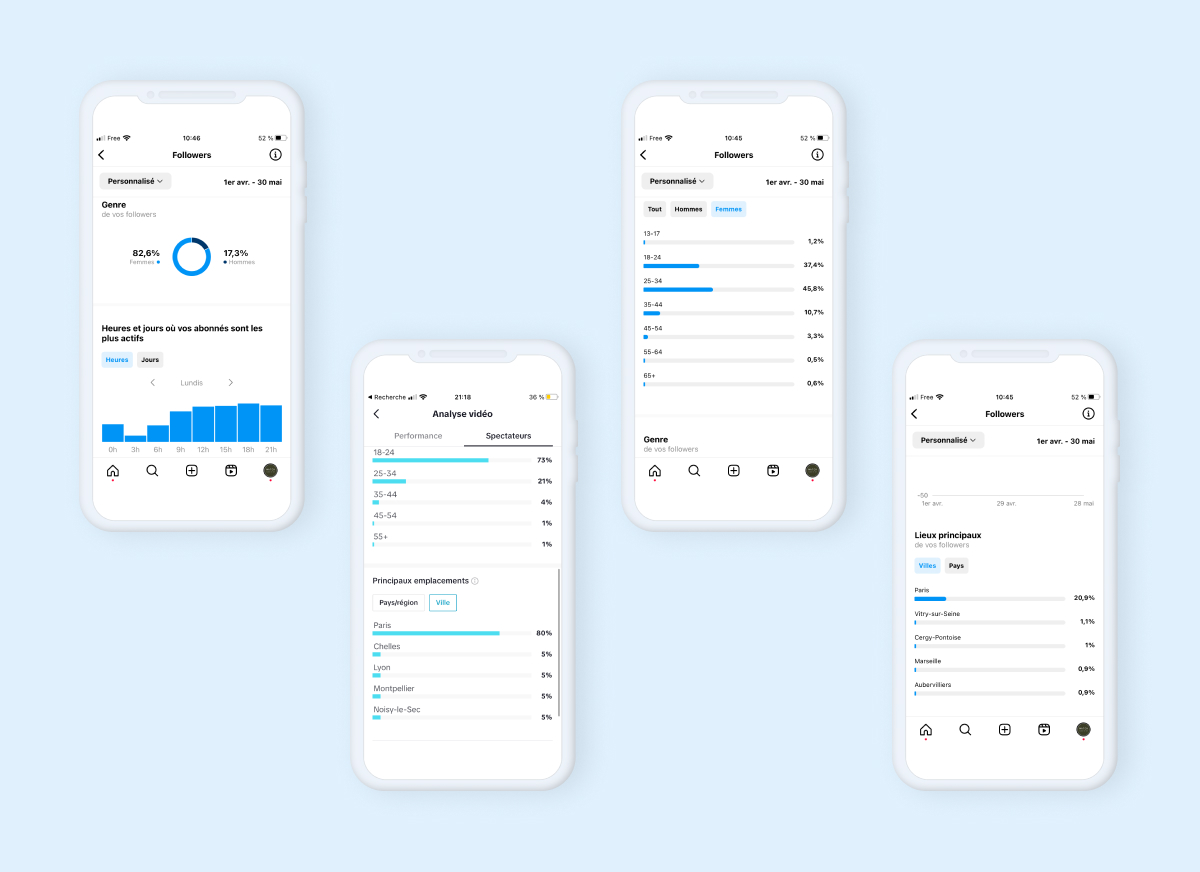 Free
10:46
52 %
Followers
Personnalisé
1er avr. - 30 mai
Genre
de vos followers
82,6%
Femmes
17,3%
Hommes
Heures et jours où vos abonnés sont les
plus actifs
Heures
Jours
Lundis
0h 3h 6h 9h 12h 15h 18h 21h
Recherche
21:18
36 %
Analyse vidéo
Performance
Spectateurs
18-24
73%
25-34
21%
35-44
4%
45-54
1%
55+
1%
Principaux emplacements
Pays/région
Ville
Paris
80%
Chelles
5%
Lyon
5%
Montpellier
5%
Noisy-le-Sec
5%
Free
10:45
52 %
Followers
Personnalisé
1er avr. - 30 mai
Tout
Hommes
Femmes
13-17
1,2%
18-24
37,4%
25-34
45,8%
35-44
10,7%
45-54
3,3%
55-64
0,5%
65+
0,6%
Genre
de vos followers
Free
10:45
52 %
Followers
Personnalisé
1er avr. - 30 mai
-50
1er avr. 29 avr. 28 mai
Lieux principaux
de vos followers
Villes
Pays
Paris
20,9%
Vitry-sur-Seine
1,1%
Cergy-Pontoise
1%
Marseille
0,9%
Aubervilliers
0,9%